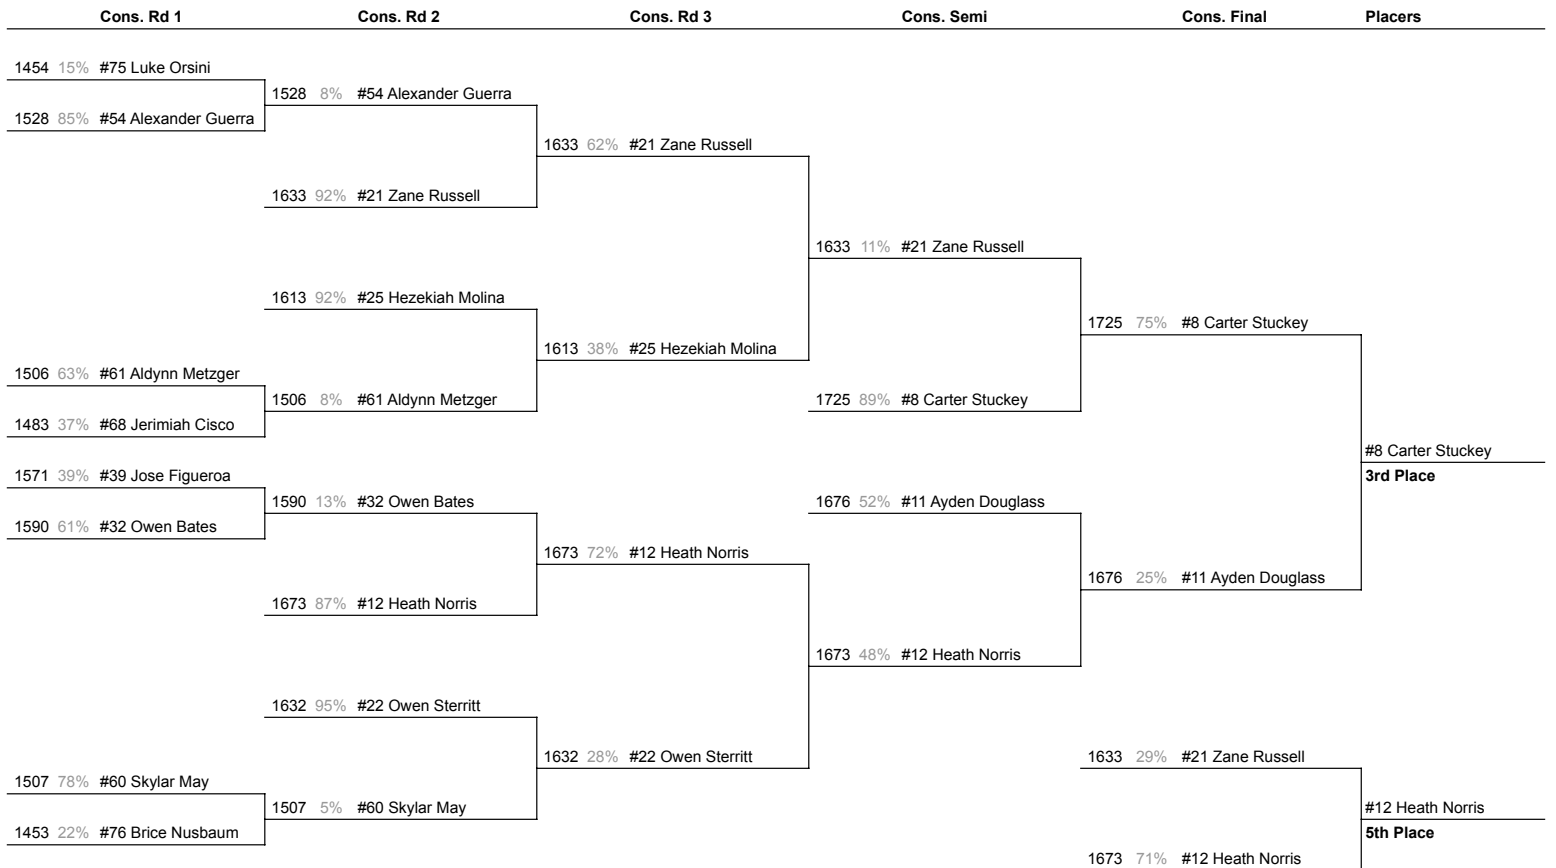 Cons. Rd 1 Cons. Rd 2 Cons. Rd 3 Cons. Semi Cons. Final Placers
1454 15% #75 Luke Orsini
1528 8% #54 Alexander Guerra
1528 85% #54 Alexander Guerra
1633 62% #21 Zane Russell
1633 92% #21 Zane Russell
1633 11% #21 Zane Russell
1613 92% #25 Hezekiah Molina
1725 75% #8 Carter Stuckey
1613 38% #25 Hezekiah Molina
1506 63% #61 Aldynn Metzger
1506 8% #61 Aldynn Metzger
1725 89% #8 Carter Stuckey
1483 37% #68 Jerimiah Cisco
#8 Carter Stuckey
1571 39% #39 Jose Figueroa
3rd Place
1590 13% #32 Owen Bates
1676 52% #11 Ayden Douglass
1590 61% #32 Owen Bates
1673 72% #12 Heath Norris
1676 25% #11 Ayden Douglass
1673 87% #12 Heath Norris
1673 48% #12 Heath Norris
1632 95% #22 Owen Sterritt
1632 28% #22 Owen Sterritt
1633 29% #21 Zane Russell
1507 78% #60 Skylar May
1507 5% #60 Skylar May
#12 Heath Norris
1453 22% #76 Brice Nusbaum
5th Place
1673 71% #12 Heath Norris